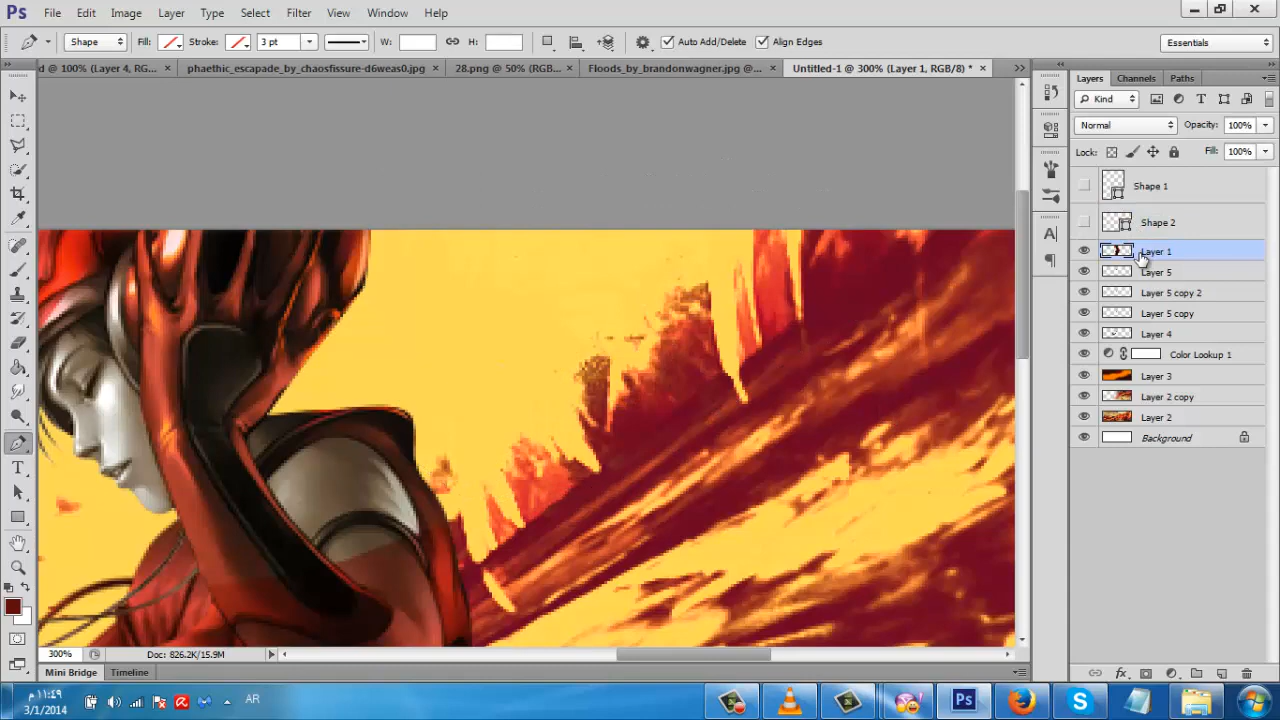 Ps File Edit Image Layer Type Select Filter View Window Help
Shape Fill: Stroke: 3 pt W: H: Auto Add/Delete Align Edges Essentials
d @ 100% (Layer 4, RG... × phaethic_escapade_by_chaosfissure-d6weas0.jpg × 28.png @ 50% (RGB... × Floods_by_brandonwagner.jpg @... × Untitled-1 @ 300% (Layer 1, RGB/8) * ×
Layers Channels Paths
Kind
Normal Opacity: 100%
Lock: Fill: 100%
Shape 1
Shape 2
Layer 1
Layer 5
Layer 5 copy 2
Layer 5 copy
Layer 4
Color Lookup 1
Layer 3
Layer 2 copy
Layer 2
Background
300% Doc: 826.2K/15.9M
Mini Bridge Timeline
١١:٤٩ م
3/1/2014
AR